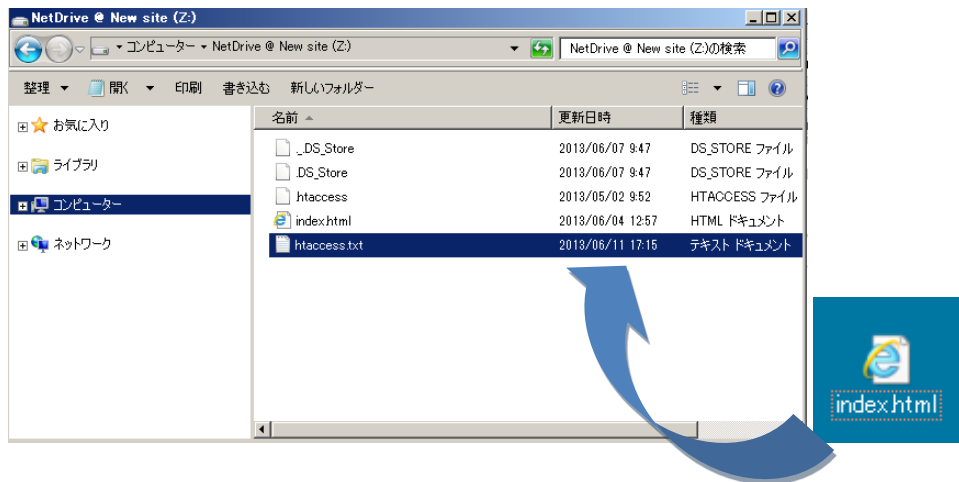 NetDrive @ New site (Z:)
コンピューター NetDrive @ New site (Z:)
NetDrive @ New site (Z:)の検索
整理 開く 印刷 書き込む 新しいフォルダー
名前 更新日時 種類
お気に入り
ライブラリ
コンピューター
ネットワーク
._DS_Store 2013/06/07 9:47 DS_STORE ファイル
.DS_Store 2013/06/07 9:47 DS_STORE ファイル
.htaccess 2013/05/02 9:52 HTACCESS ファイル
index.html 2013/06/04 12:57 HTML ドキュメント
htaccess.txt 2013/06/11 17:15 テキスト ドキュメント
index.html